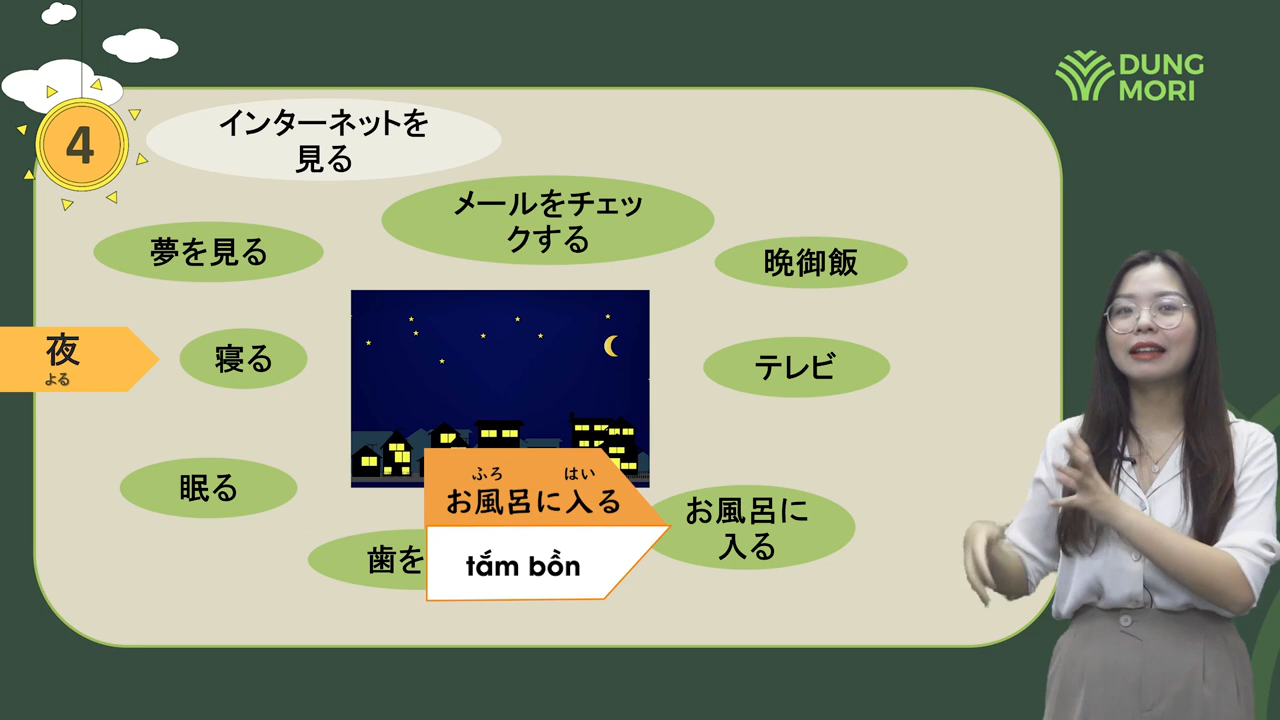 DUNG
MORI
4
インターネットを
見る
メールをチェッ
クする
夢を見る
晩御飯
夜
よる
寝る
テレビ
眠る
お風呂に
入る
歯を
ふろ はい
お風呂に入る
tắm bồn